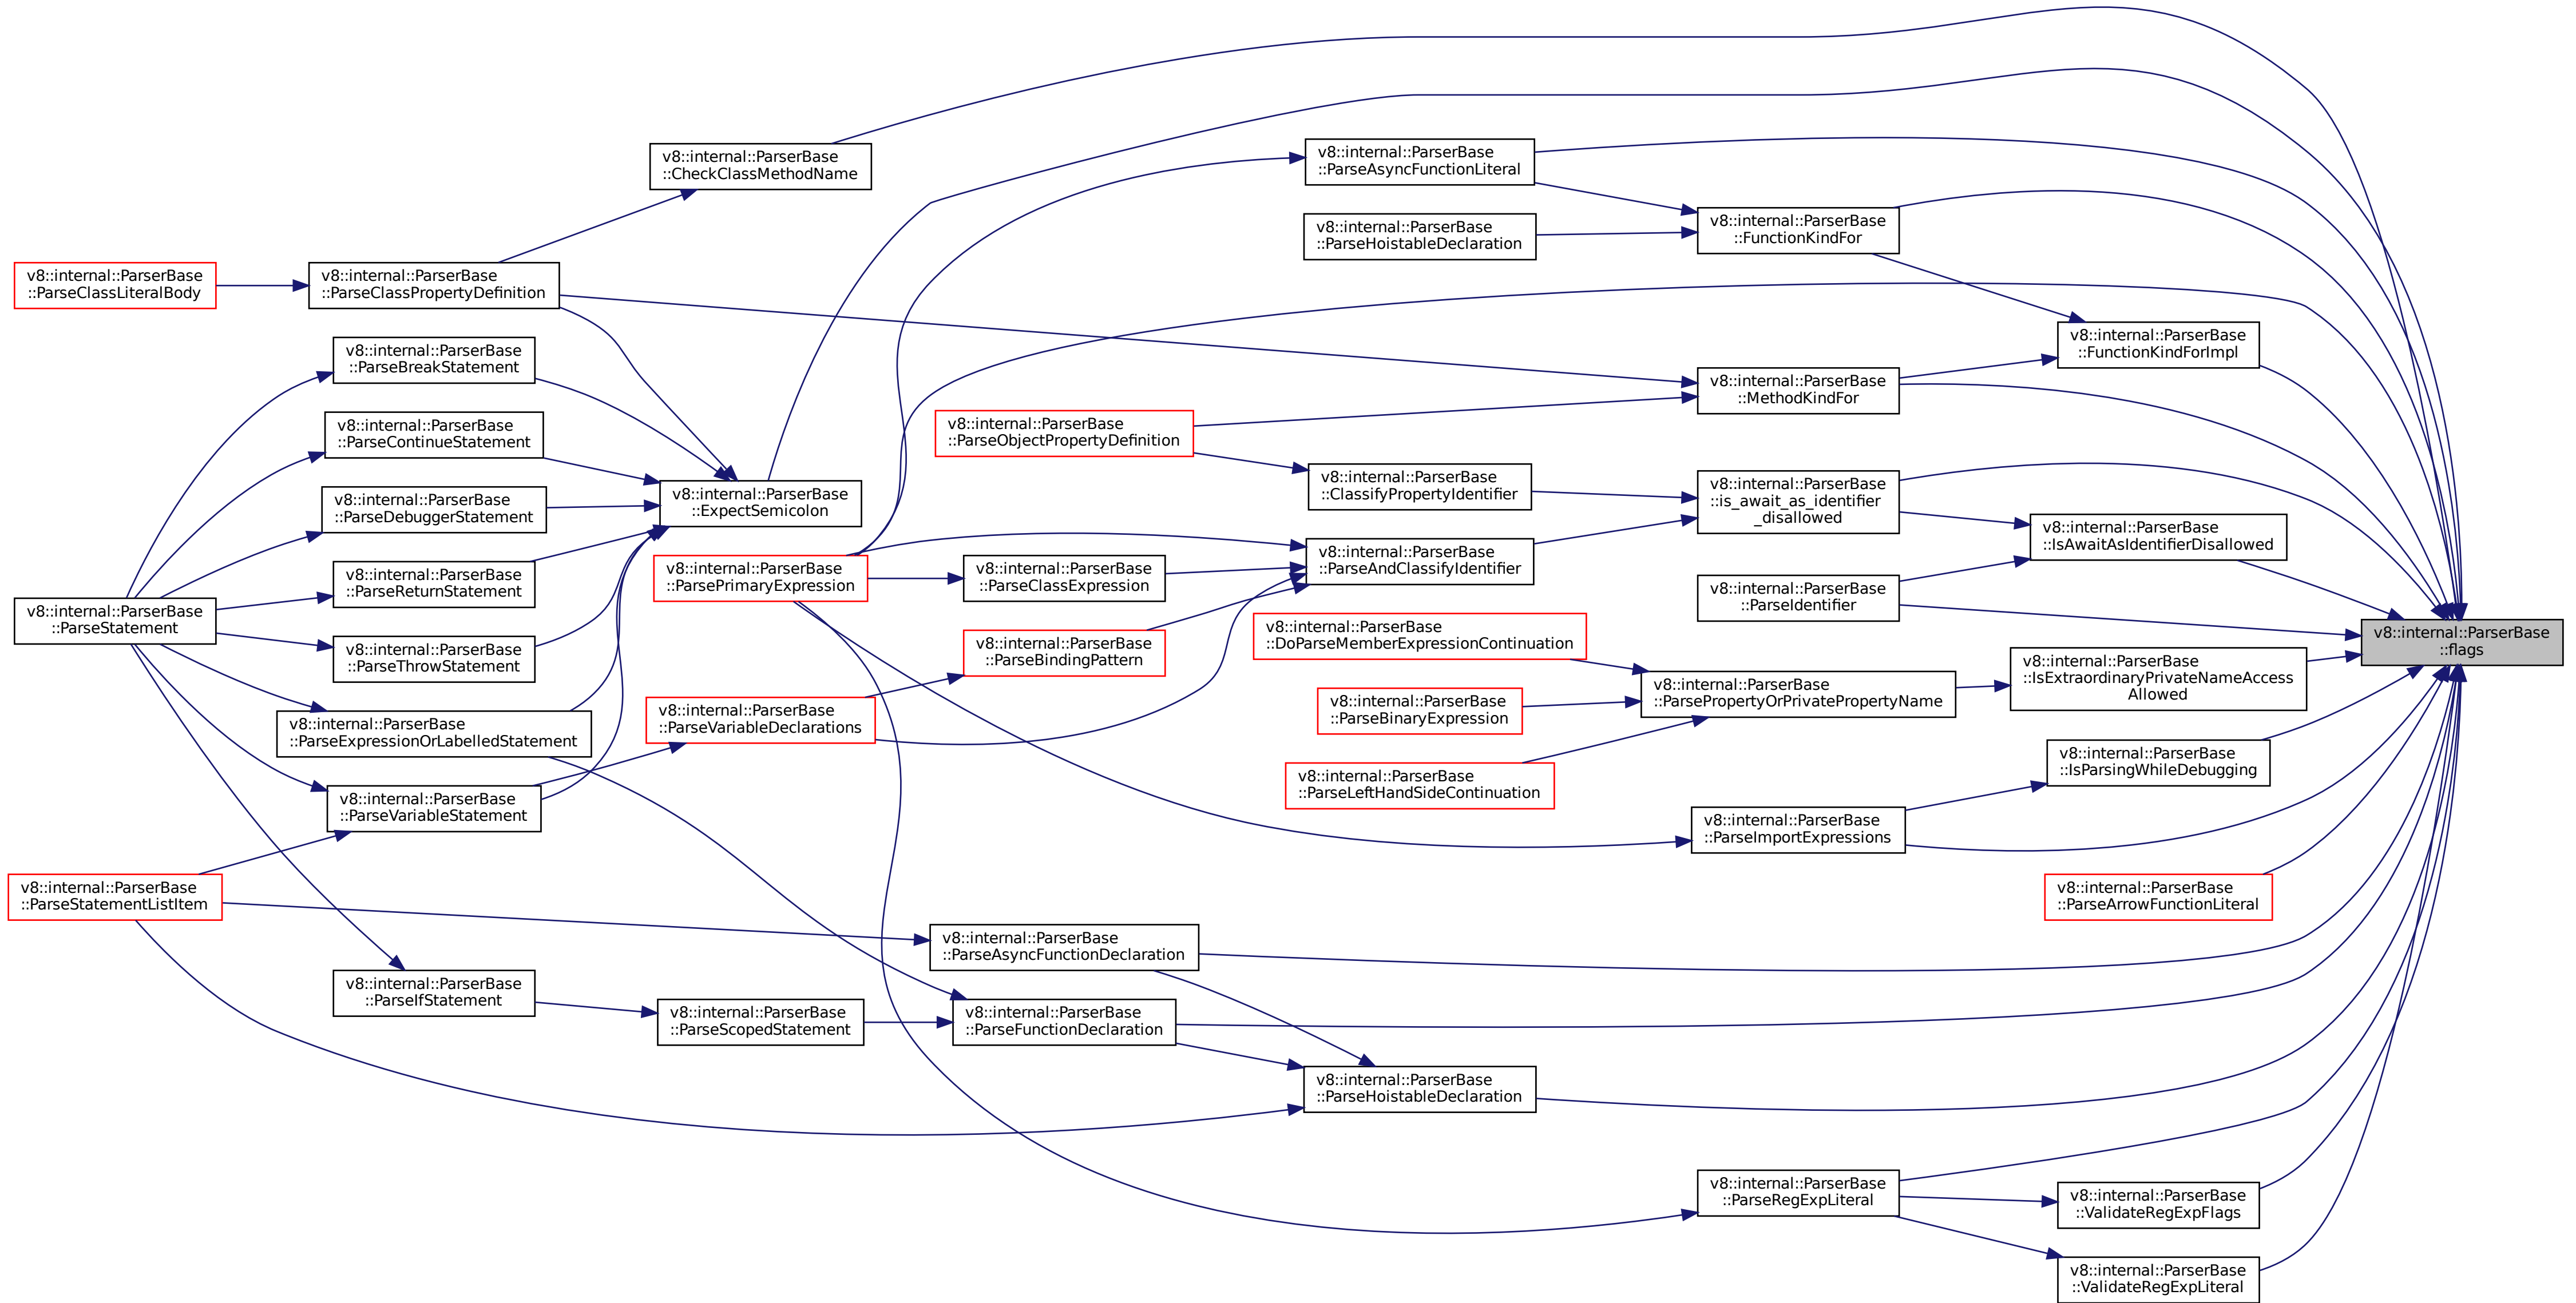 v8::internal::ParserBase
::CheckClassMethodName
v8::internal::ParserBase
::ParseAsyncFunctionLiteral
v8::internal::ParserBase
::FunctionKindFor
v8::internal::ParserBase
::ParseHoistableDeclaration
v8::internal::ParserBase
::ParseClassLiteralBody
v8::internal::ParserBase
::ParseClassPropertyDefinition
v8::internal::ParserBase
::FunctionKindForImpl
v8::internal::ParserBase
::ParseBreakStatement
v8::internal::ParserBase
::MethodKindFor
v8::internal::ParserBase
::ParseContinueStatement
v8::internal::ParserBase
::ParseObjectPropertyDefinition
v8::internal::ParserBase
::ClassifyPropertyIdentifier
v8::internal::ParserBase
::is_await_as_identifier
_disallowed
v8::internal::ParserBase
::ExpectSemicolon
v8::internal::ParserBase
::ParseDebuggerStatement
v8::internal::ParserBase
::IsAwaitAsIdentifierDisallowed
v8::internal::ParserBase
::ParseAndClassifyIdentifier
v8::internal::ParserBase
::ParsePrimaryExpression
v8::internal::ParserBase
::ParseClassExpression
v8::internal::ParserBase
::ParseReturnStatement
v8::internal::ParserBase
::ParseIdentifier
v8::internal::ParserBase
::ParseStatement
v8::internal::ParserBase
::DoParseMemberExpressionContinuation
v8::internal::ParserBase
::flags
v8::internal::ParserBase
::ParseThrowStatement
v8::internal::ParserBase
::ParseBindingPattern
v8::internal::ParserBase
::IsExtraordinaryPrivateNameAccess
Allowed
v8::internal::ParserBase
::ParsePropertyOrPrivatePropertyName
v8::internal::ParserBase
::ParseBinaryExpression
v8::internal::ParserBase
::ParseVariableDeclarations
v8::internal::ParserBase
::ParseExpressionOrLabelledStatement
v8::internal::ParserBase
::IsParsingWhileDebugging
v8::internal::ParserBase
::ParseLeftHandSideContinuation
v8::internal::ParserBase
::ParseVariableStatement
v8::internal::ParserBase
::ParseImportExpressions
v8::internal::ParserBase
::ParseStatementListItem
v8::internal::ParserBase
::ParseArrowFunctionLiteral
v8::internal::ParserBase
::ParseAsyncFunctionDeclaration
v8::internal::ParserBase
::ParseIfStatement
v8::internal::ParserBase
::ParseScopedStatement
v8::internal::ParserBase
::ParseFunctionDeclaration
v8::internal::ParserBase
::ParseHoistableDeclaration
v8::internal::ParserBase
::ParseRegExpLiteral
v8::internal::ParserBase
::ValidateRegExpFlags
v8::internal::ParserBase
::ValidateRegExpLiteral